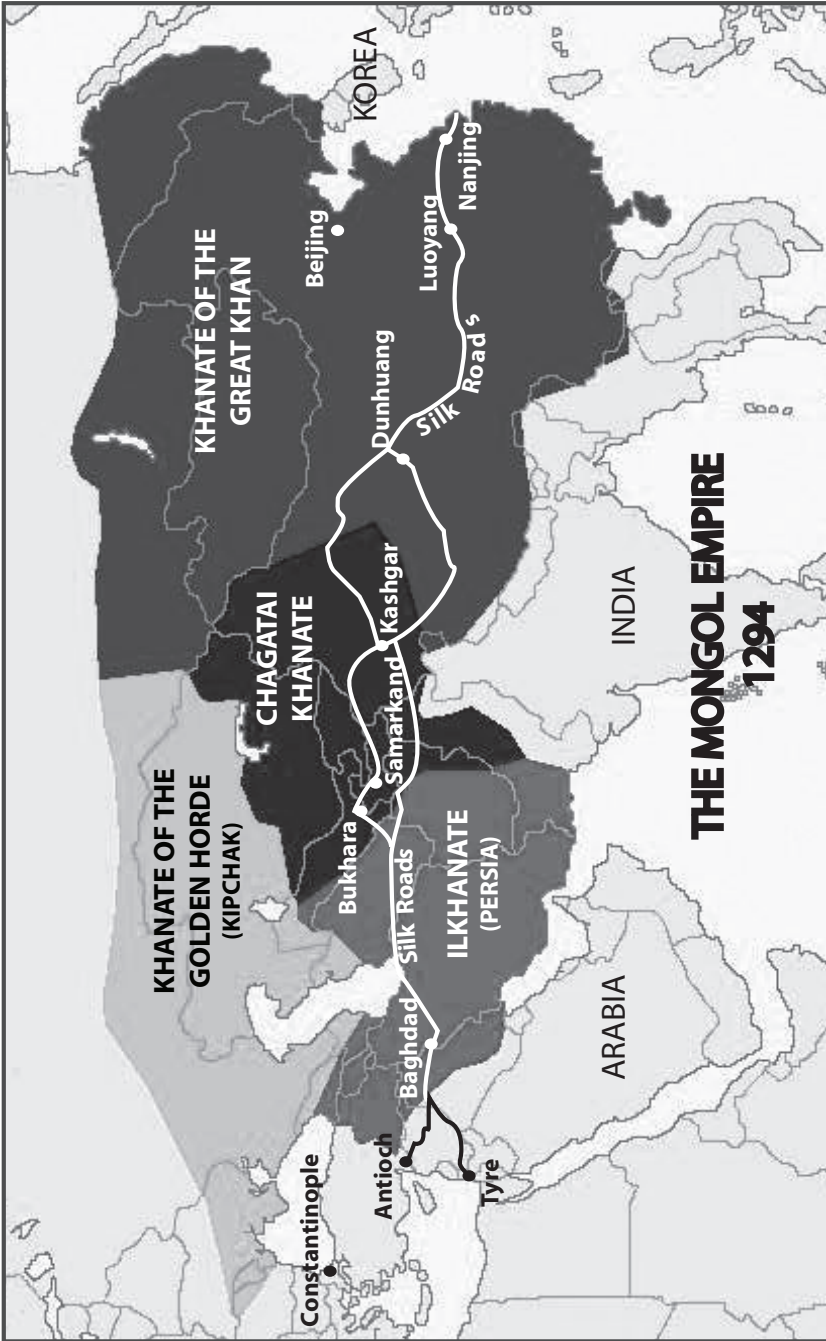 KHANATE OF THE
GOLDEN HORDE
(KIPCHAK)
KHANATE OF THE
GREAT KHAN
CHAGATAI
KHANATE
ILKHANATE
(PERSIA)
Constantinople
Antioch
Tyre
Baghdad
Silk Roads
Bukhara
Samarkand
Kashgar
Dunhuang
Silk Roads
Beijing
Luoyang
Nanjing
KOREA
ARABIA
INDIA
THE MONGOL EMPIRE
1294